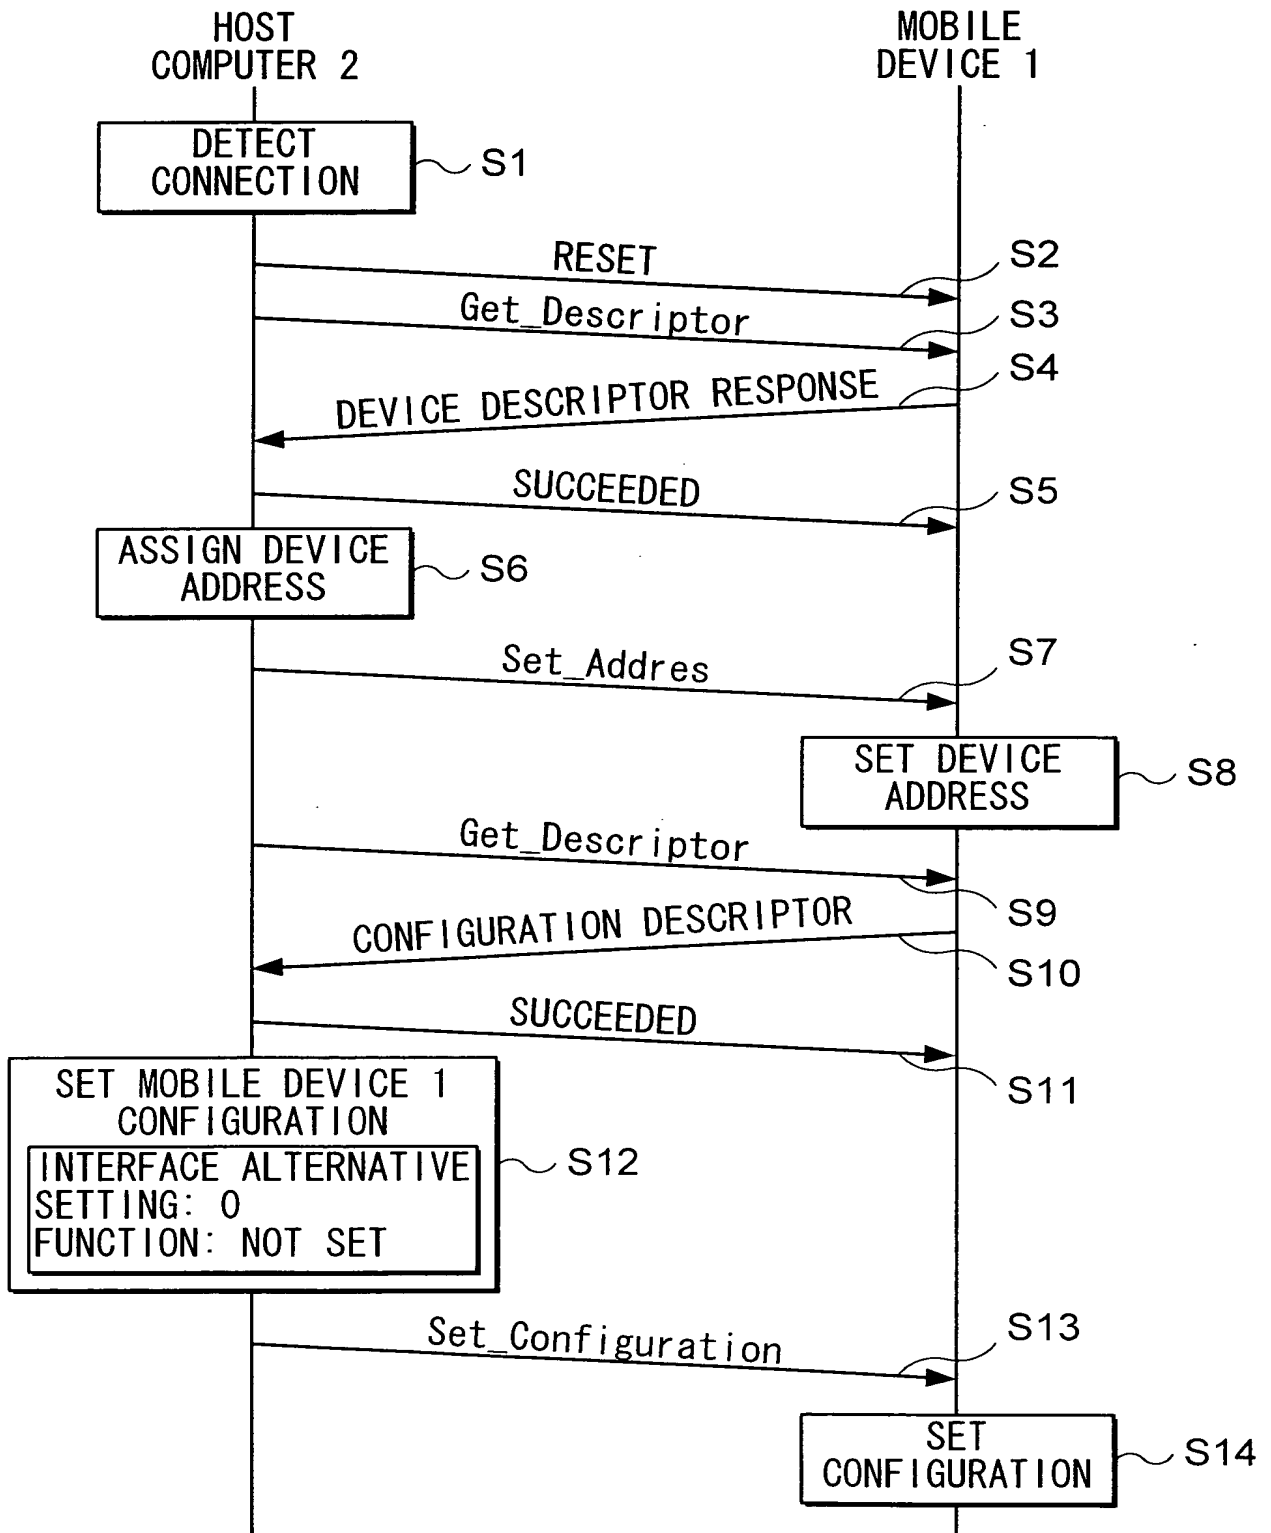 HOST
COMPUTER 2
MOBILE
DEVICE 1
DETECT
CONNECTION
S1
RESET
S2
Get_Descriptor
S3
DEVICE DESCRIPTOR RESPONSE
S4
SUCCEEDED
S5
ASSIGN DEVICE
ADDRESS
S6
Set_Addres
S7
SET DEVICE
ADDRESS
S8
Get_Descriptor
S9
CONFIGURATION DESCRIPTOR
S10
SUCCEEDED
S11
SET MOBILE DEVICE 1
CONFIGURATION
INTERFACE ALTERNATIVE
SETTING: 0
FUNCTION: NOT SET
S12
Set_Configuration
S13
SET
CONFIGURATION
S14